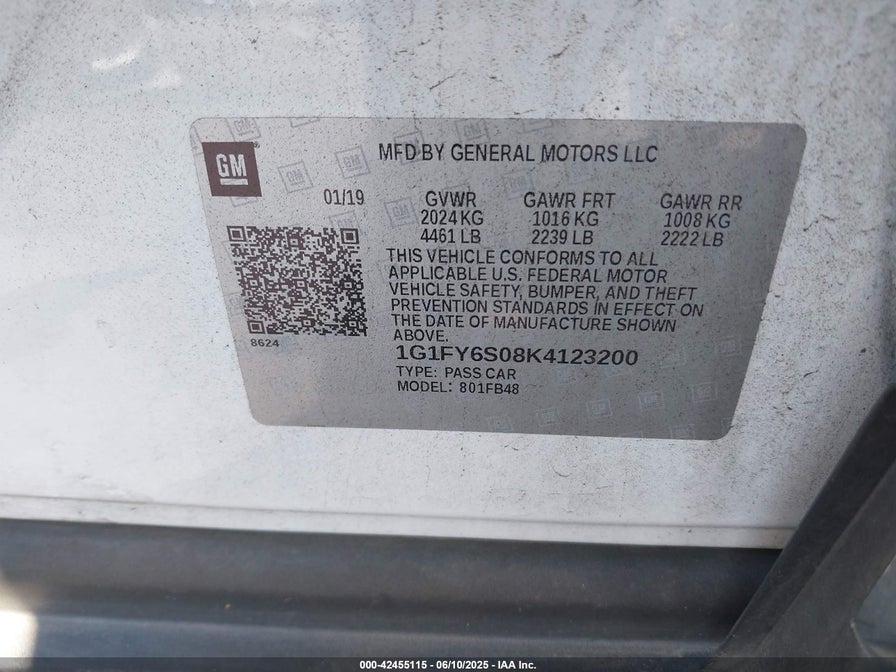 GM
MFD BY GENERAL MOTORS LLC
01/19
GVWR GAWR FRT GAWR RR
2024 KG 1016 KG 1008 KG
4461 LB 2239 LB 2222 LB
THIS VEHICLE CONFORMS TO ALL
APPLICABLE U.S. FEDERAL MOTOR
VEHICLE SAFETY, BUMPER, AND THEFT
PREVENTION STANDARDS IN EFFECT ON
THE DATE OF MANUFACTURE SHOWN
ABOVE.
8624
1G1FY6S08K4123200
TYPE: PASS CAR
MODEL: 801FB48
000-42455115 - 06/10/2025 - IAA Inc.